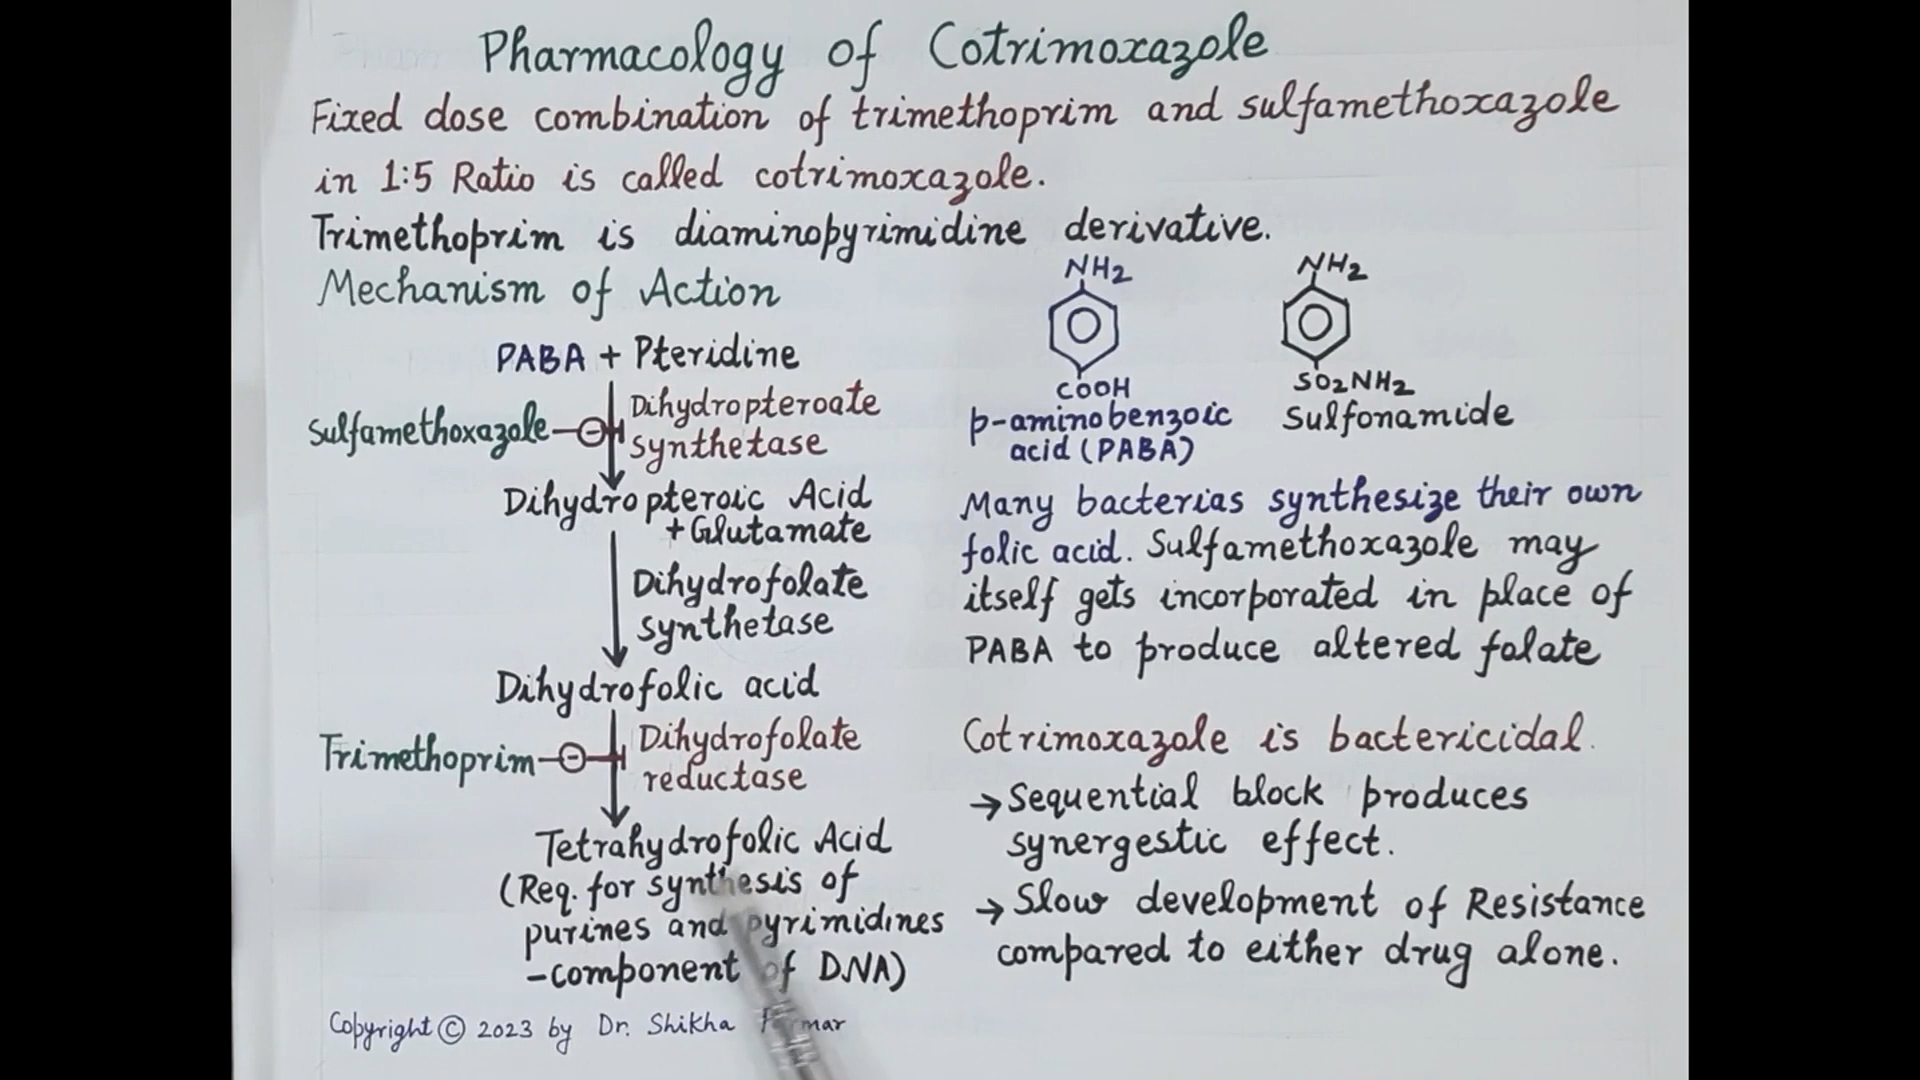 Pharmacology of Cotrimoxazole
Fixed dose combination of trimethoprim and sulfamethoxazole
in 1:5 Ratio is called cotrimoxazole.
Trimethoprim is diaminopyrimidine derivative.
Mechanism of Action
PABA + Pteridine
Sulfamethoxazole
Dihydropteroate
synthetase
Dihydropteroic Acid
+ Glutamate
Dihydrofolate
synthetase
Dihydrofolic acid
Trimethoprim
Dihydrofolate
reductase
Tetrahydrofolic Acid
(Req. for synthesis of
purines and pyrimidines
-component of DNA)
NH2
COOH
p-aminobenzoic
acid (PABA)
NH2
SO2NH2
Sulfonamide
Many bacterias synthesize their own
folic acid. Sulfamethoxazole may
itself gets incorporated in place of
PABA to produce altered folate
Cotrimoxazole is bactericidal.
→ Sequential block produces
synergestic effect.
→ Slow development of Resistance
compared to either drug alone.
Copyright © 2023 by Dr. Shikha Parmar